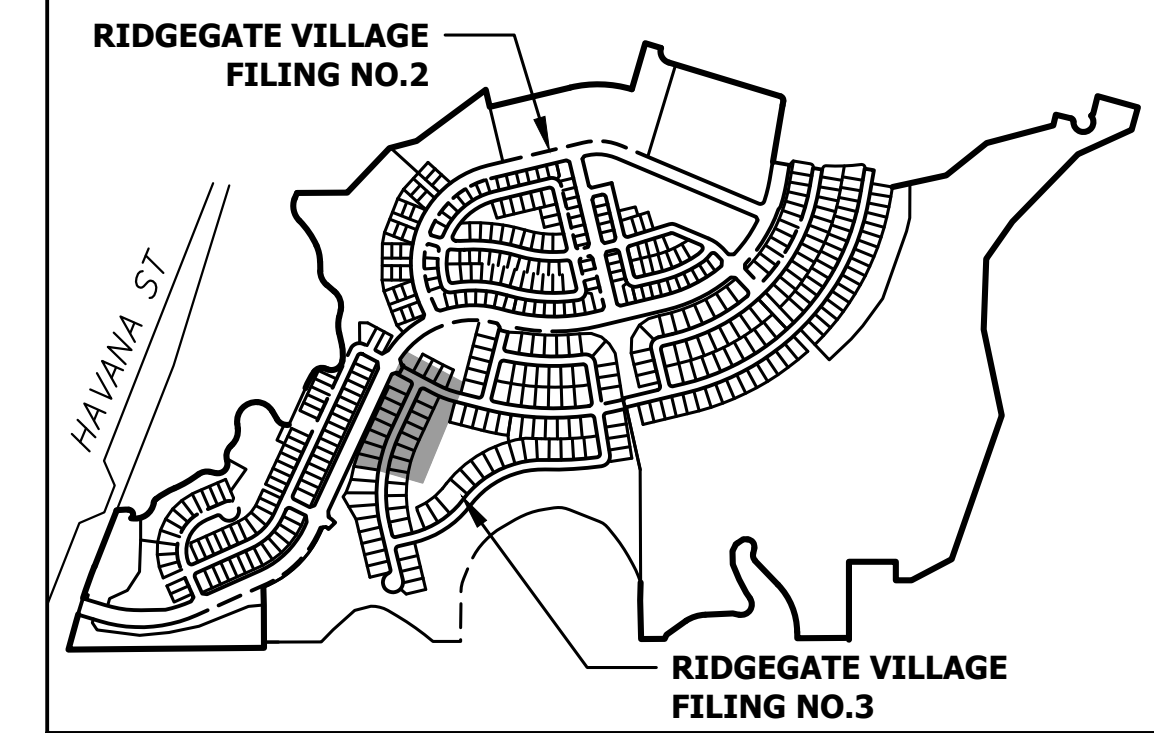 RIDGEGATE VILLAGE
FILING NO.2
HAVANA ST
RIDGEGATE VILLAGE
FILING NO.3